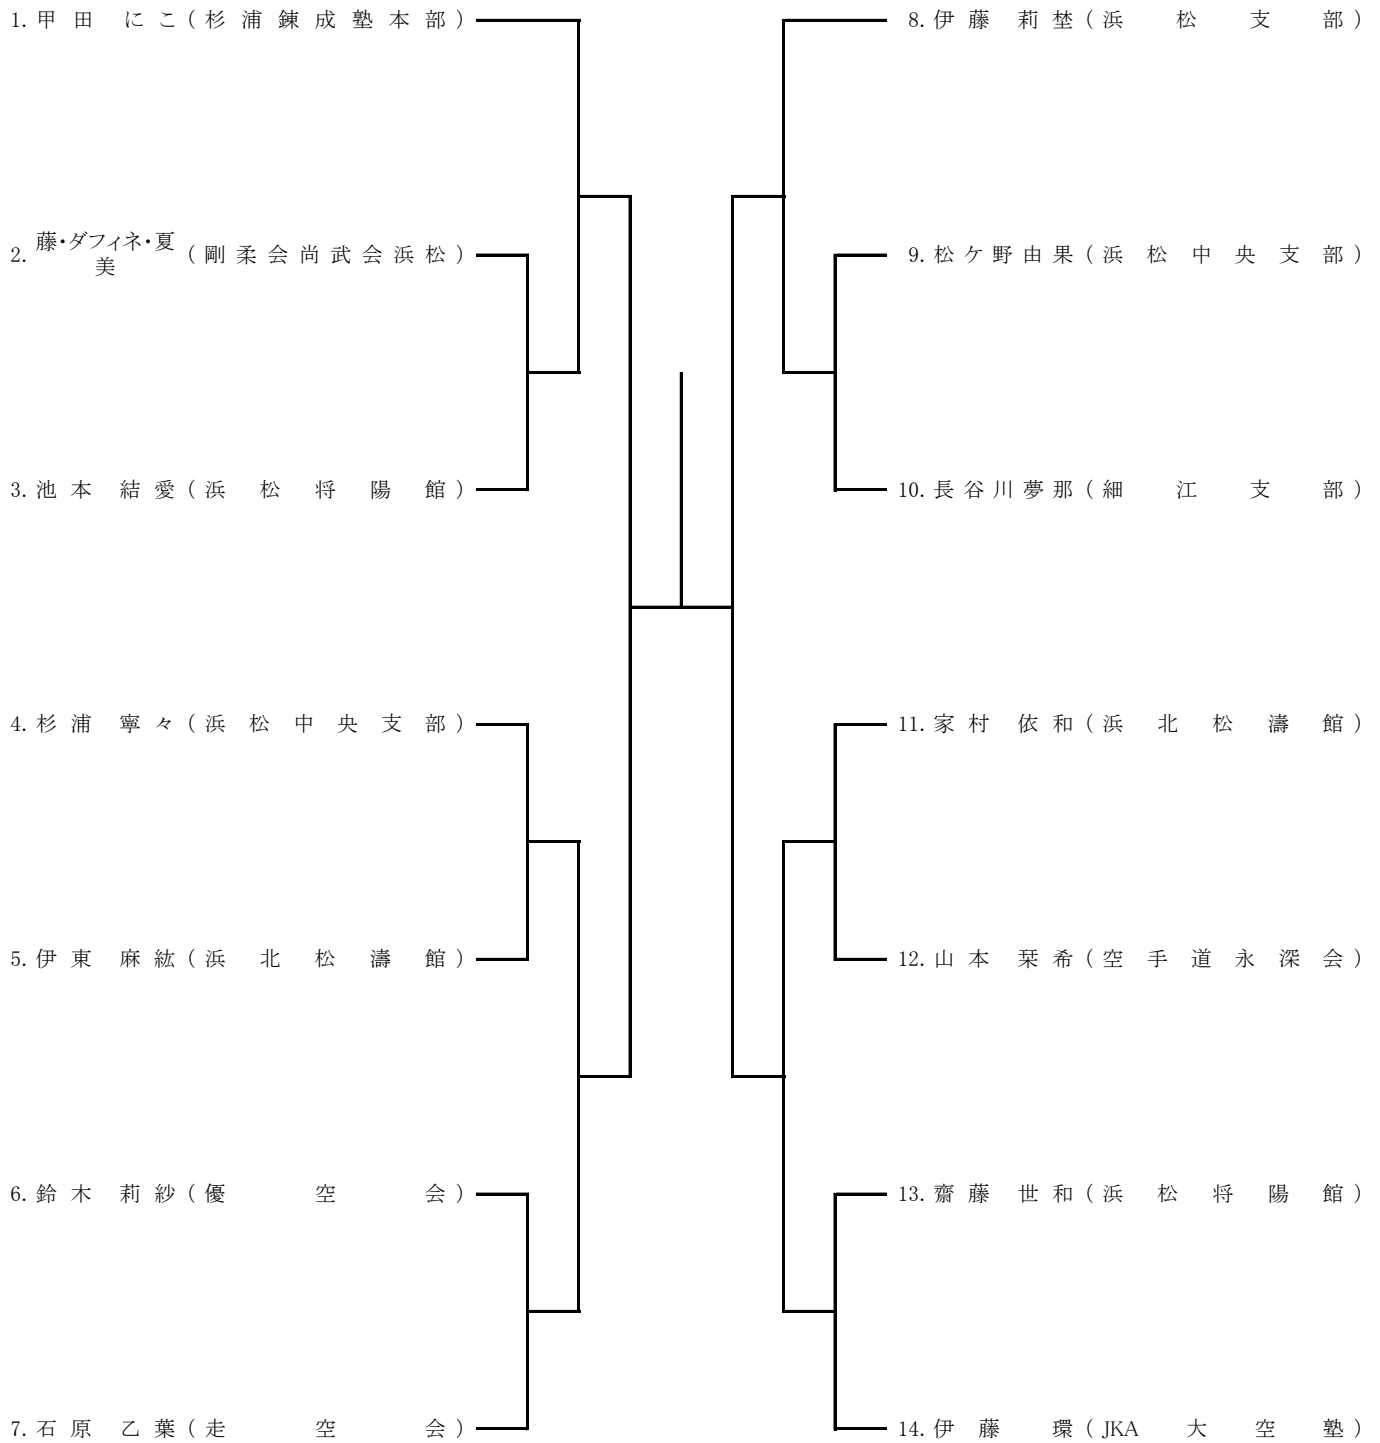 1. 甲田 にこ (杉浦錬成塾本部)
2. 藤・ダフィネ・夏
美 (剛柔会尚武会浜松)
3. 池本 結愛 (浜松将陽館)
4. 杉浦 寧々 (浜松中央支部)
5. 伊東 麻紘 (浜北松濤館)
6. 鈴木 莉紗 (優空会)
7. 石原 乙葉 (走空会)
8. 伊藤 莉埜 (浜松支部)
9. 松ケ野由果 (浜松中央支部)
10. 長谷川夢那 (細江支部)
11. 家村 依和 (浜北松濤館)
12. 山本 栞希 (空手道永深会)
13. 齋藤 世和 (浜松将陽館)
14. 伊藤 環 (JKA大空塾)